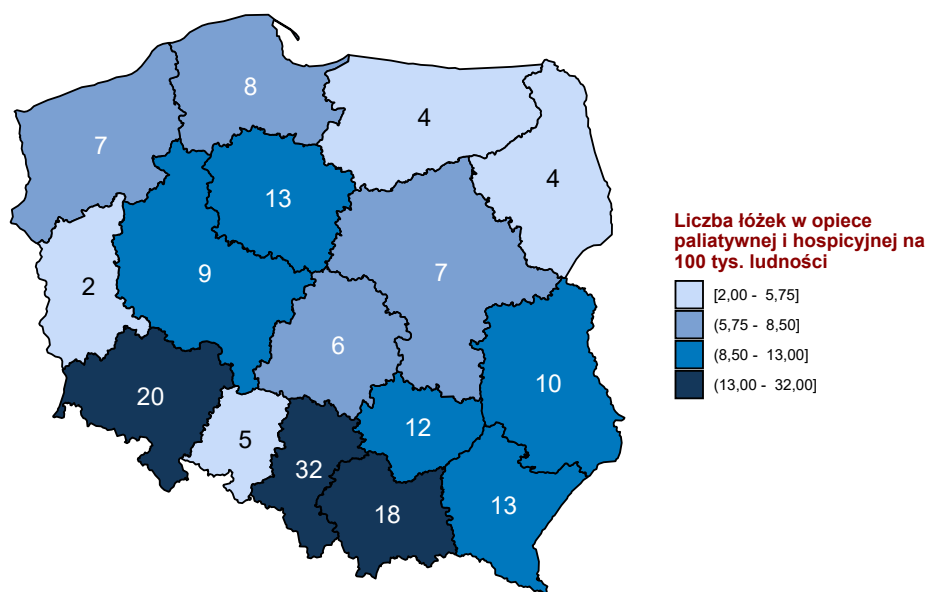 8
4
7
4
13
2
9
7
6
20
10
5
12
32
18
13
Liczba łóżek w opiece
paliatywnej i hospicyjnej na
100 tys. ludności
[2,00 - 5,75]
(5,75 - 8,50]
(8,50 - 13,00]
(13,00 - 32,00]